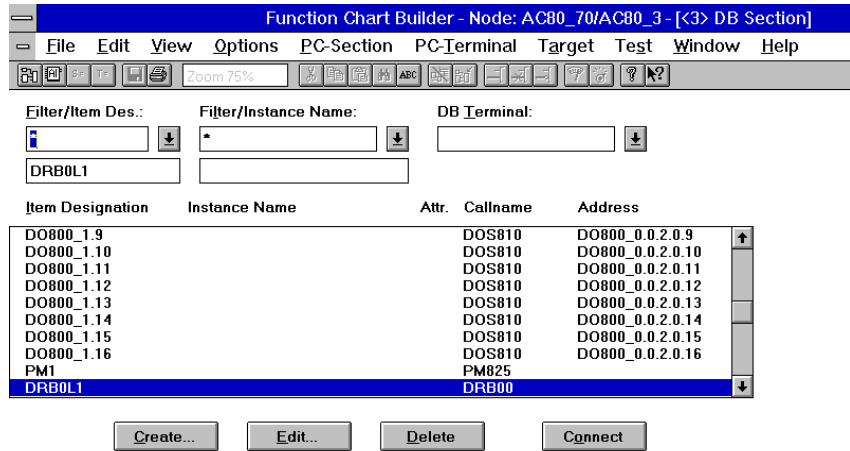 Function Chart Builder - Node: AC80_70/AC80_3 - [<3> DB Section]
File Edit View Options PC-Section PC-Terminal Target Test Window Help
S= T= Zoom 75% ABC ? ?
Filter/Item Des.: Filter/Instance Name: DB Terminal:
* *
DRB0L1
Item Designation Instance Name Attr. Callname Address
DO800_1.9 DOS810 DO800_0.0.2.0.9
DO800_1.10 DOS810 DO800_0.0.2.0.10
DO800_1.11 DOS810 DO800_0.0.2.0.11
DO800_1.12 DOS810 DO800_0.0.2.0.12
DO800_1.13 DOS810 DO800_0.0.2.0.13
DO800_1.14 DOS810 DO800_0.0.2.0.14
DO800_1.15 DOS810 DO800_0.0.2.0.15
DO800_1.16 DOS810 DO800_0.0.2.0.16
PM1 PM825
DRB0L1 DRB00
Create... Edit... Delete Connect